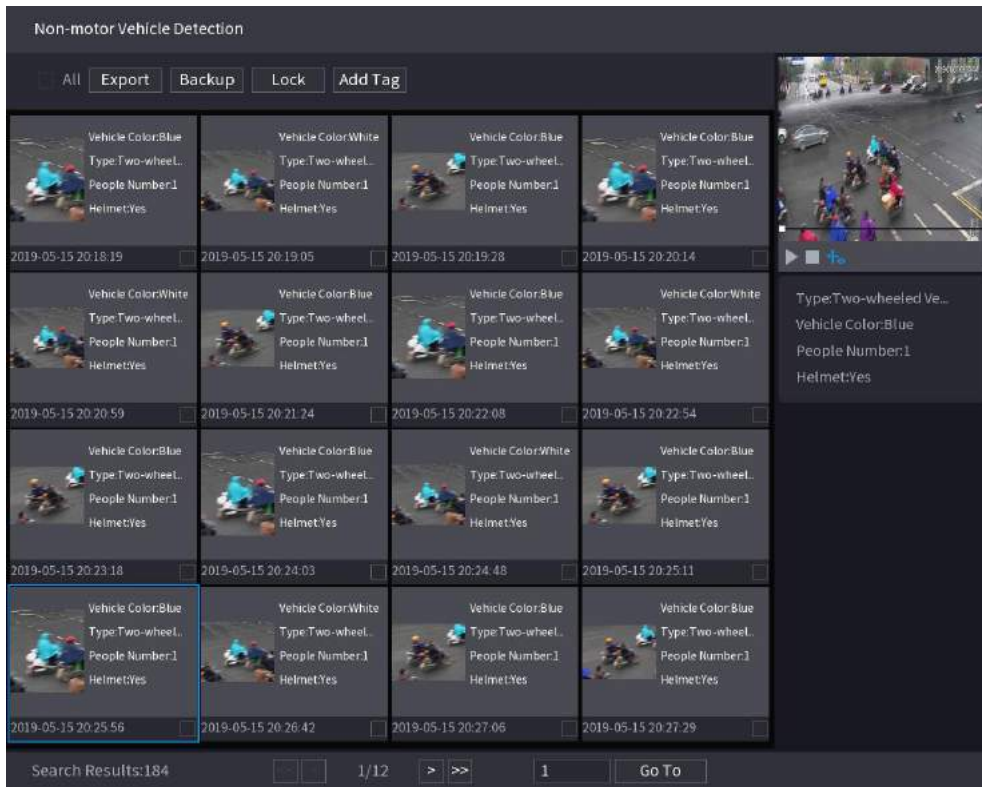 Non-motor Vehicle Detection
All Export Backup Lock Add Tag
Vehicle Color:Blue
Type:Two-wheel..
People Number:1
Helmet:Yes
2019-05-15 20:18:19
Vehicle Color:White
Type:Two-wheel..
People Number:1
Helmet:Yes
2019-05-15 20:19:05
Vehicle Color:Blue
Type:Two-wheel..
People Number:1
Helmet:Yes
2019-05-15 20:19:28
Vehicle Color:Blue
Type:Two-wheel..
People Number:1
Helmet:Yes
2019-05-15 20:20:14
Vehicle Color:White
Type:Two-wheel..
People Number:1
Helmet:Yes
2019-05-15 20:20:59
Vehicle Color:Blue
Type:Two-wheel..
People Number:1
Helmet:Yes
2019-05-15 20:21:24
Vehicle Color:Blue
Type:Two-wheel..
People Number:1
Helmet:Yes
2019-05-15 20:22:08
Vehicle Color:White
Type:Two-wheel..
People Number:1
Helmet:Yes
2019-05-15 20:22:54
Vehicle Color:Blue
Type:Two-wheel..
People Number:1
Helmet:Yes
2019-05-15 20:23:18
Vehicle Color:Blue
Type:Two-wheel..
People Number:1
Helmet:Yes
2019-05-15 20:24:03
Vehicle Color:White
Type:Two-wheel..
People Number:1
Helmet:Yes
2019-05-15 20:24:48
Vehicle Color:Blue
Type:Two-wheel..
People Number:1
Helmet:Yes
2019-05-15 20:25:11
Vehicle Color:Blue
Type:Two-wheel..
People Number:1
Helmet:Yes
2019-05-15 20:25:56
Vehicle Color:White
Type:Two-wheel..
People Number:1
Helmet:Yes
2019-05-15 20:26:42
Vehicle Color:Blue
Type:Two-wheel..
People Number:1
Helmet:Yes
2019-05-15 20:27:06
Vehicle Color:Blue
Type:Two-wheel..
People Number:1
Helmet:Yes
2019-05-15 20:27:29
Type:Two-wheeled Ve...
Vehicle Color:Blue
People Number:1
Helmet:Yes
Search Results:184 1/12 > >> 1 Go To